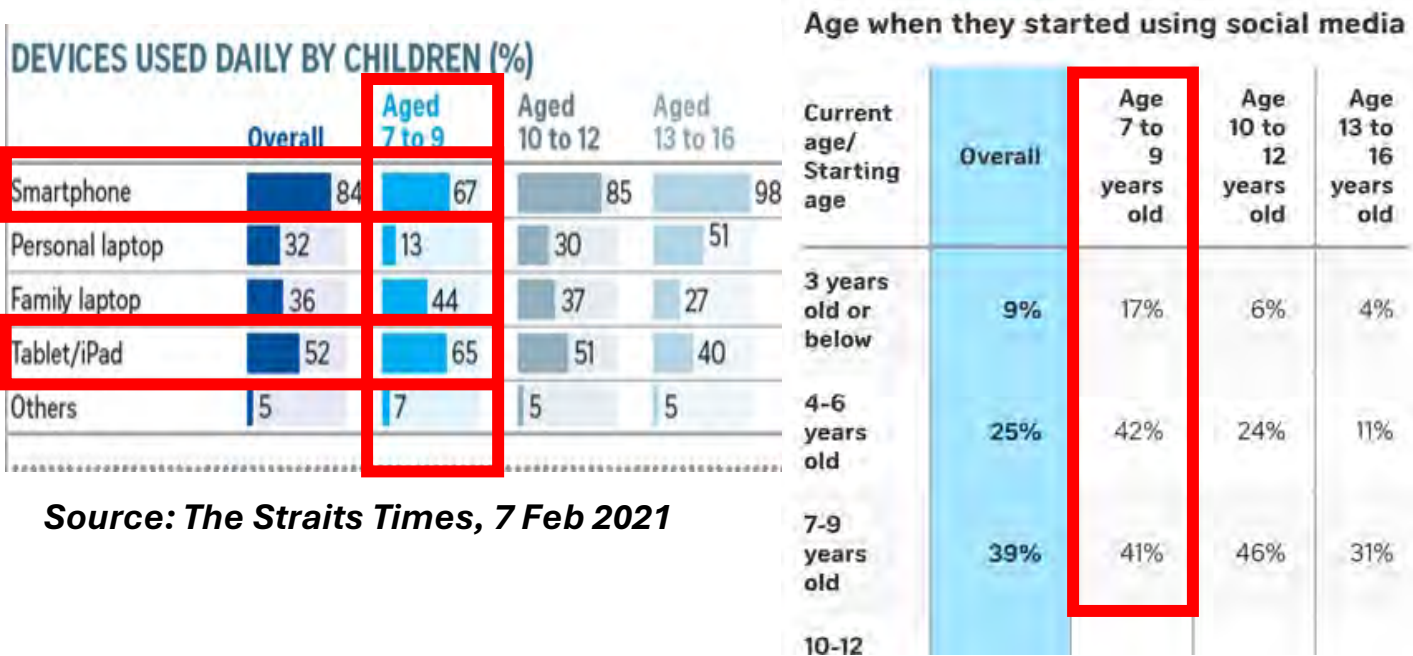 DEVICES USED DAILY BY CHILDREN (%)
Overall Aged 7 to 9 Aged 10 to 12 Aged 13 to 16
Smartphone 84 67 85 98
Personal laptop 32 13 30 51
Family laptop 36 44 37 27
Tablet/iPad 52 65 51 40
Others 5 7 5 5
Source: The Straits Times, 7 Feb 2021
Age when they started using social media
Current age/ Starting age Overall Age 7 to 9 years old Age 10 to 12 years old Age 13 to 16 years old
3 years old or below 9% 17% 6% 4%
4-6 years old 25% 42% 24% 11%
7-9 years old 39% 41% 46% 31%
10-12